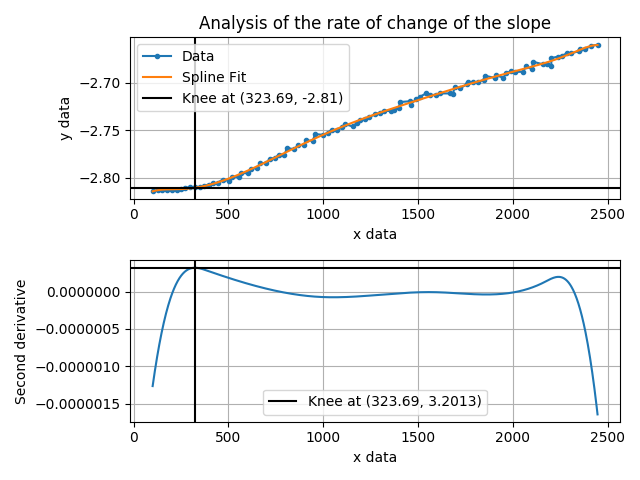 Analysis of the rate of change of the slope
Data
Spline Fit
Knee at (323.69, -2.81)
y data
−2.70
−2.75
−2.80
0 500 1000 1500 2000 2500
x data
Second derivative
0.0000000
−0.0000005
−0.0000010
−0.0000015
Knee at (323.69, 3.2013)
0 500 1000 1500 2000 2500
x data